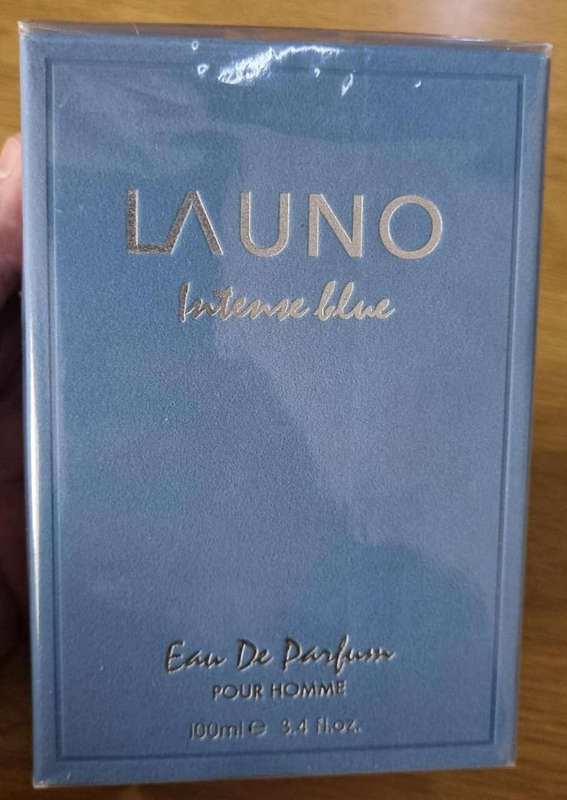 LAUNO
Intense blue
Eau De Parfum
POUR HOMME
100ml e 3.4 fl.oz.